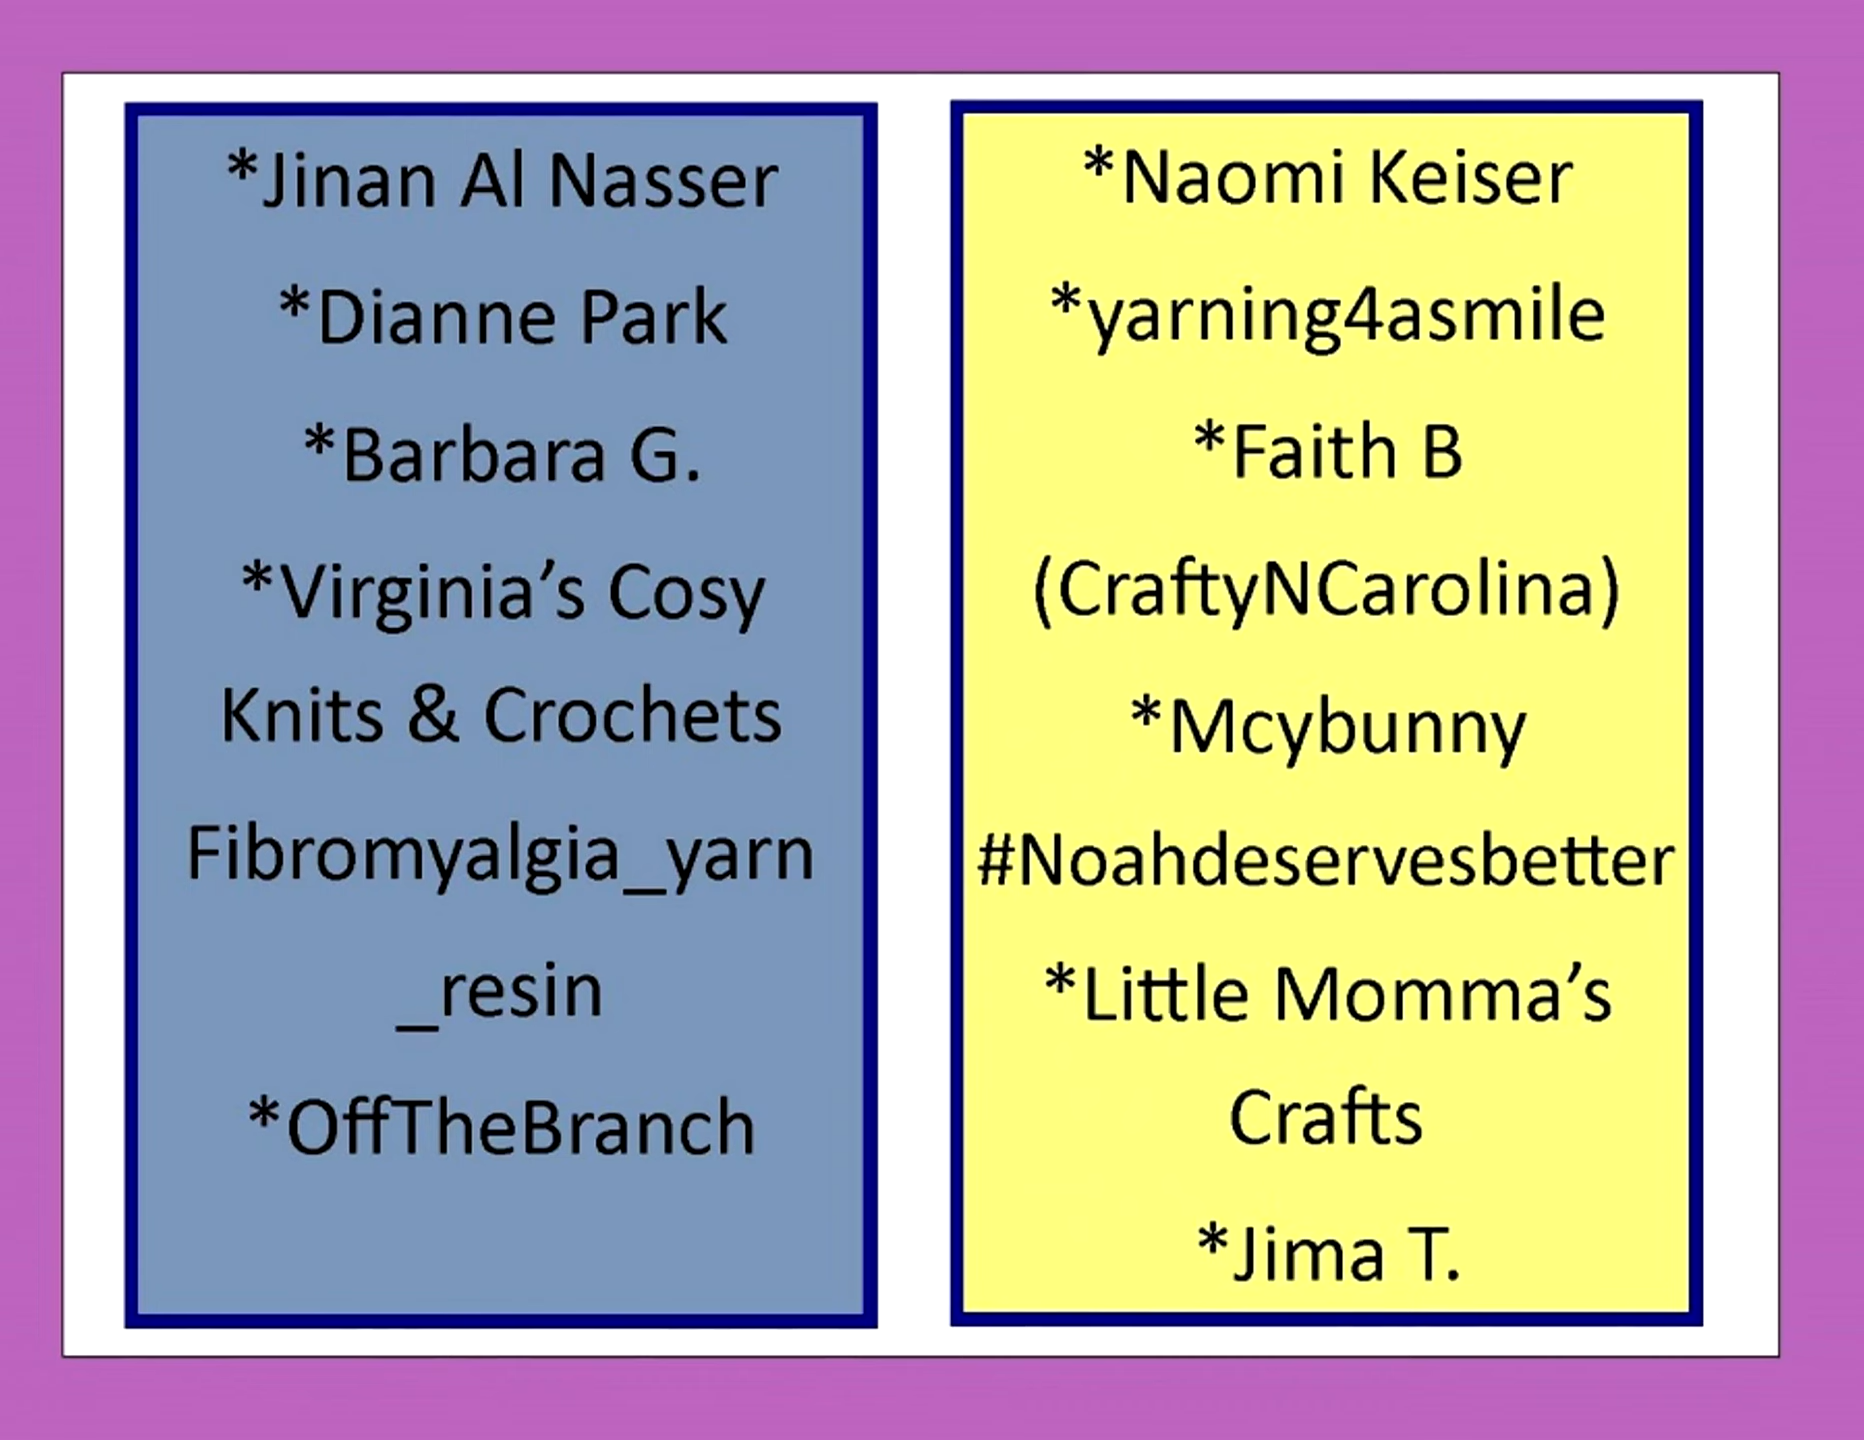 *Jinan Al Nasser
*Dianne Park
*Barbara G.
*Virginia’s Cosy
Knits & Crochets
Fibromyalgia_yarn
_resin
*OffTheBranch
*Naomi Keiser
*yarning4asmile
*Faith B
(CraftyNCarolina)
*Mcybunny
#Noahdeservesbetter
*Little Momma’s
Crafts
*Jima T.